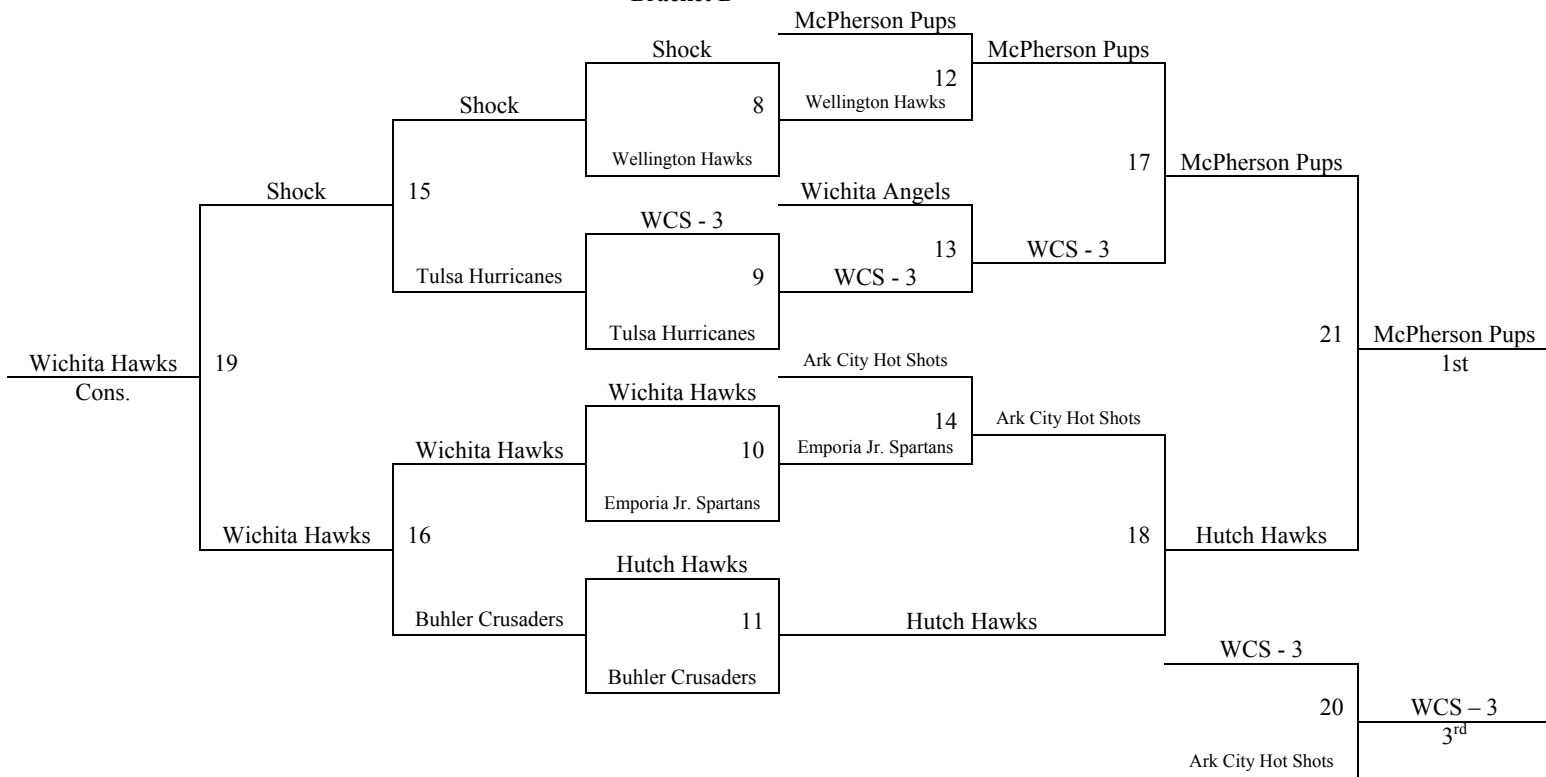 McPherson Pups
Shock
McPherson Pups
12
Shock
8
Wellington Hawks
Wellington Hawks
17
McPherson Pups
Shock
15
Wichita Angels
WCS - 3
13
WCS - 3
Tulsa Hurricanes
9
WCS - 3
Tulsa Hurricanes
21
McPherson Pups
1st
Wichita Hawks
Cons.
19
Ark City Hot Shots
Wichita Hawks
14
Ark City Hot Shots
Wichita Hawks
10
Emporia Jr. Spartans
Emporia Jr. Spartans
Wichita Hawks
16
18
Hutch Hawks
Hutch Hawks
Buhler Crusaders
11
Hutch Hawks
WCS - 3
Buhler Crusaders
20
WCS – 3
3rd
Ark City Hot Shots